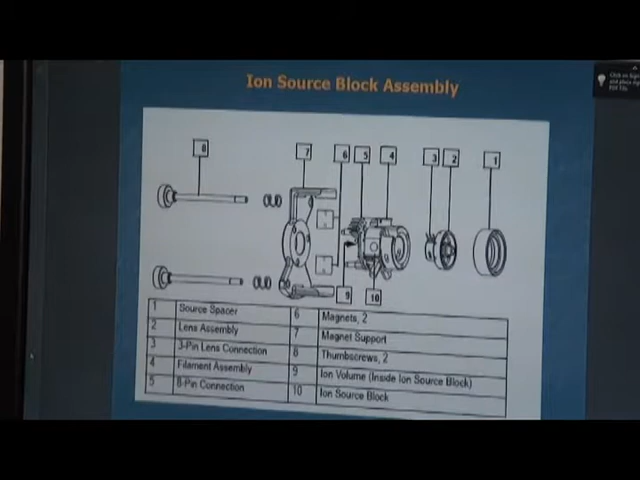 Ion Source Block Assembly
8
7
6
5
4
3
2
1
9
10
1 Source Spacer 6 Magnets, 2
2 Lens Assembly 7 Magnet Support
3 3-Pin Lens Connection 8 Thumbscrews, 2
4 Filament Assembly 9 Ion Volume (Inside Ion Source Block)
5 8-Pin Connection 10 Ion Source Block